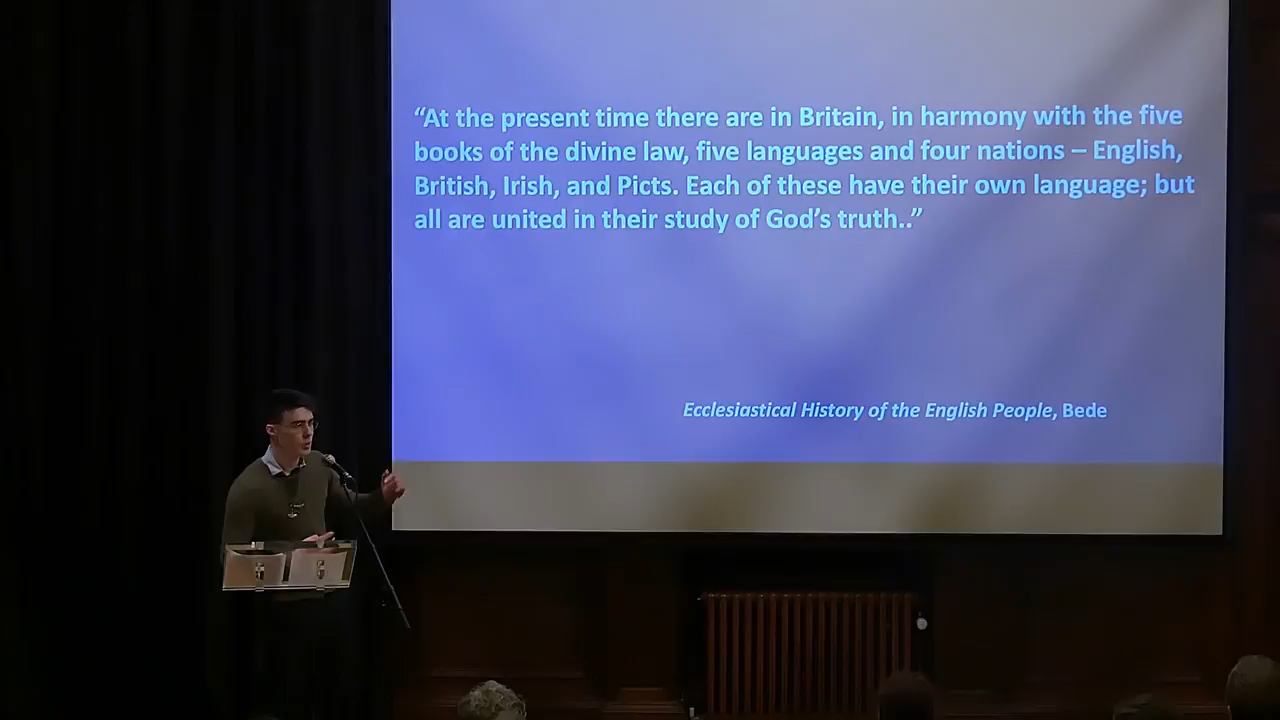 “At the present time there are in Britain, in harmony with the five
books of the divine law, five languages and four nations – English,
British, Irish, and Picts. Each of these have their own language; but
all are united in their study of God’s truth..”
Ecclesiastical History of the English People, Bede